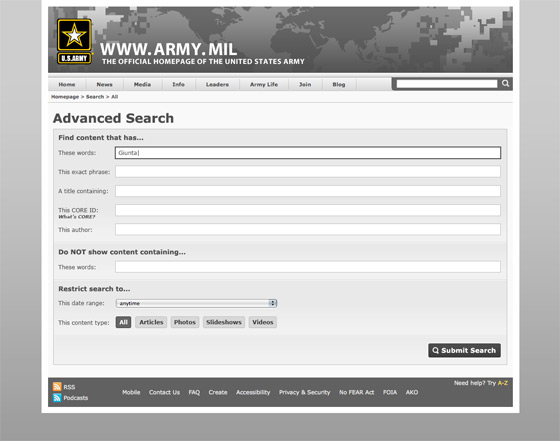 U.S. ARMY
WWW.ARMY.MIL
THE OFFICIAL HOMEPAGE OF THE UNITED STATES ARMY
Home News Media Info Leaders Army Life Join Blog
Homepage > Search > All
Advanced Search
Find content that has...
These words: Giunta
This exact phrase:
A title containing:
This CORE ID:
What's CORE?
This author:
Do NOT show content containing...
These words:
Restrict search to...
This date range: anytime
This content type: All Articles Photos Slideshows Videos
Submit Search
Need help? Try A-Z
RSS
Mobile Contact Us FAQ Create Accessibility Privacy & Security No FEAR Act FOIA AKO
Podcasts